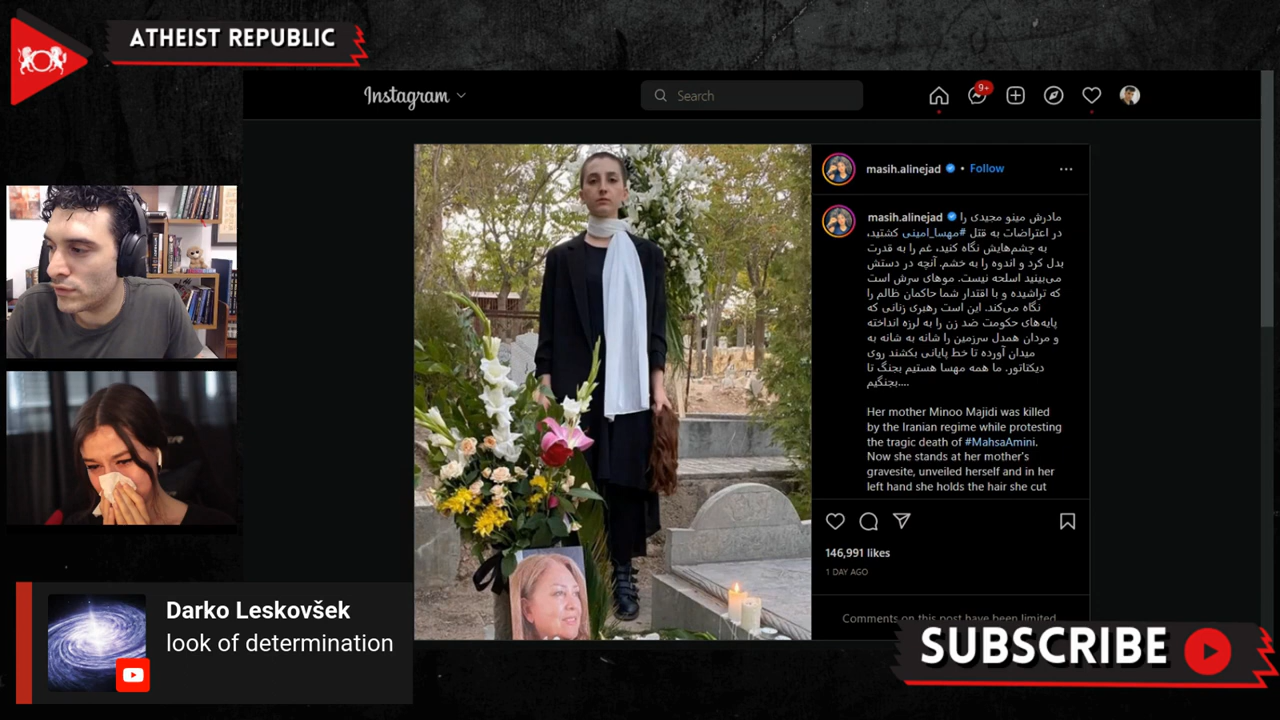 ATHEIST REPUBLIC
Instagram
Search
9+
masih.alinejad • Follow
masih.alinejad مادرش مینو مجیدی را
در اعتراضات به قتل #مهسا_امینی کشتید،
به چشم‌هایش نگاه کنید، غم را به قدرت
بدل کرد و اندوه را به خشم. آنچه در دستش
می‌بینید اسلحه نیست. موهای سرش است
که تراشیده و با اقتدار شما حاکمان ظالم را
نگاه می‌کند. این است رهبری زنانی که
پایه‌های حکومت ضد زن را به لرزه انداخته
و مردان همدل سرزمین را شانه به شانه به
میدان آورده تا خط پایانی بکشند روی
دیکتاتور. ما همه مهسا هستیم بجنگ تا
بجنگیم....
Her mother Minoo Majidi was killed
by the Iranian regime while protesting
the tragic death of #MahsaAmini.
Now she stands at her mother's
gravesite, unveiled herself and in her
left hand she holds the hair she cut
146,991 likes
1 DAY AGO
Comments on this post have been limited
Darko Leskovšek
look of determination
SUBSCRIBE